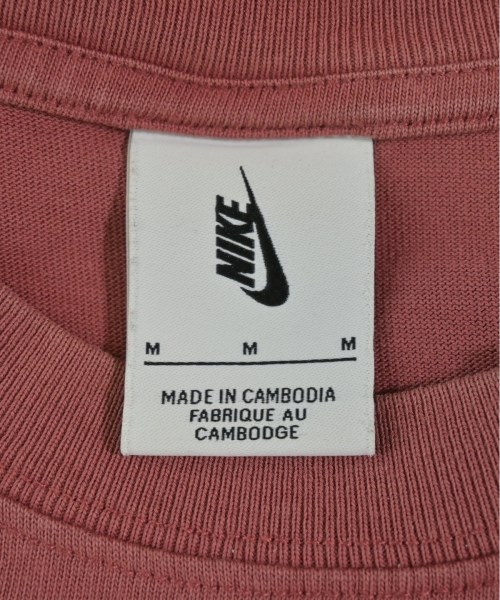 NIKE
M M M
MADE IN CAMBODIA
FABRIQUE AU
CAMBODGE